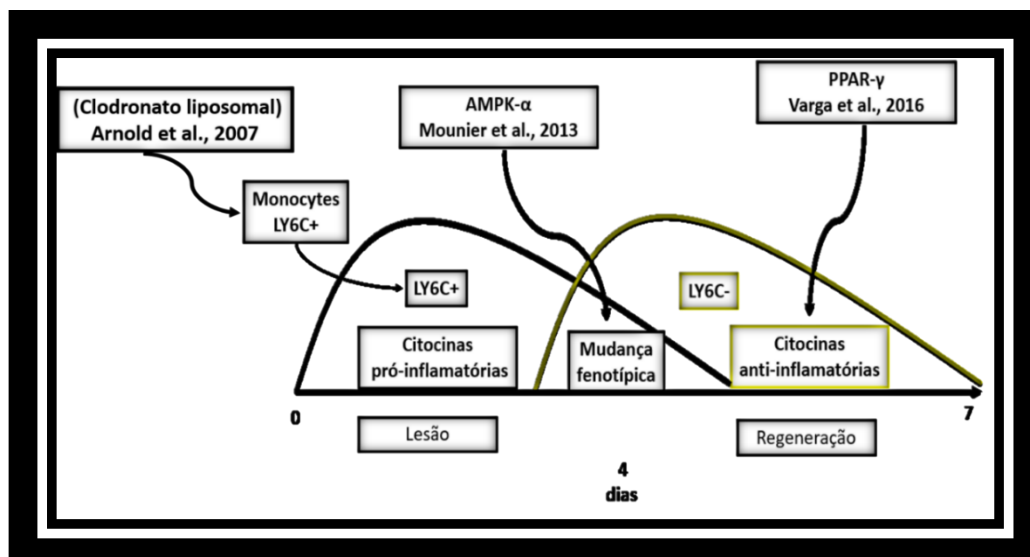 (Clodronato liposomal)
Arnold et al., 2007
AMPK-α
Mounier et al., 2013
PPAR-γ
Varga et al., 2016
Monocytes
LY6C+
LY6C+
LY6C-
Citocinas
pró-inflamatórias
Mudança
fenotípica
Citocinas
anti-inflamatórias
0
7
Lesão
Regeneração
4
dias